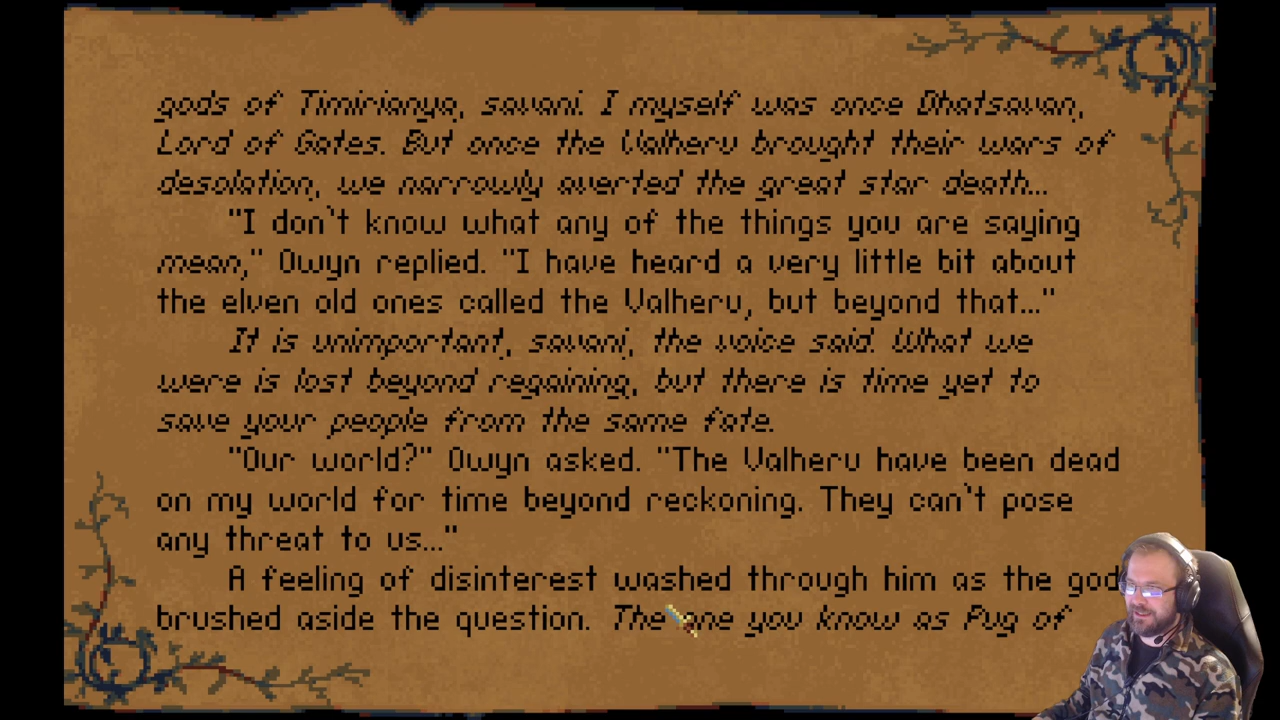 gods of Timirianya, savani. I myself was once Dhatsavan,
Lord of Gates. But once the Valheru brought their wars of
desolation, we narrowly averted the great star death...
"I don't know what any of the things you are saying
mean," Owyn replied. "I have heard a very little bit about
the elven old ones called the Valheru, but beyond that..."
It is unimportant, savani, the voice said. What we
were is lost beyond regaining, but there is time yet to
save your people from the same fate.
"Our world?" Owyn asked. "The Valheru have been dead
on my world for time beyond reckoning. They can't pose
any threat to us..."
A feeling of disinterest washed through him as the god
brushed aside the question. The one you know as Pug of